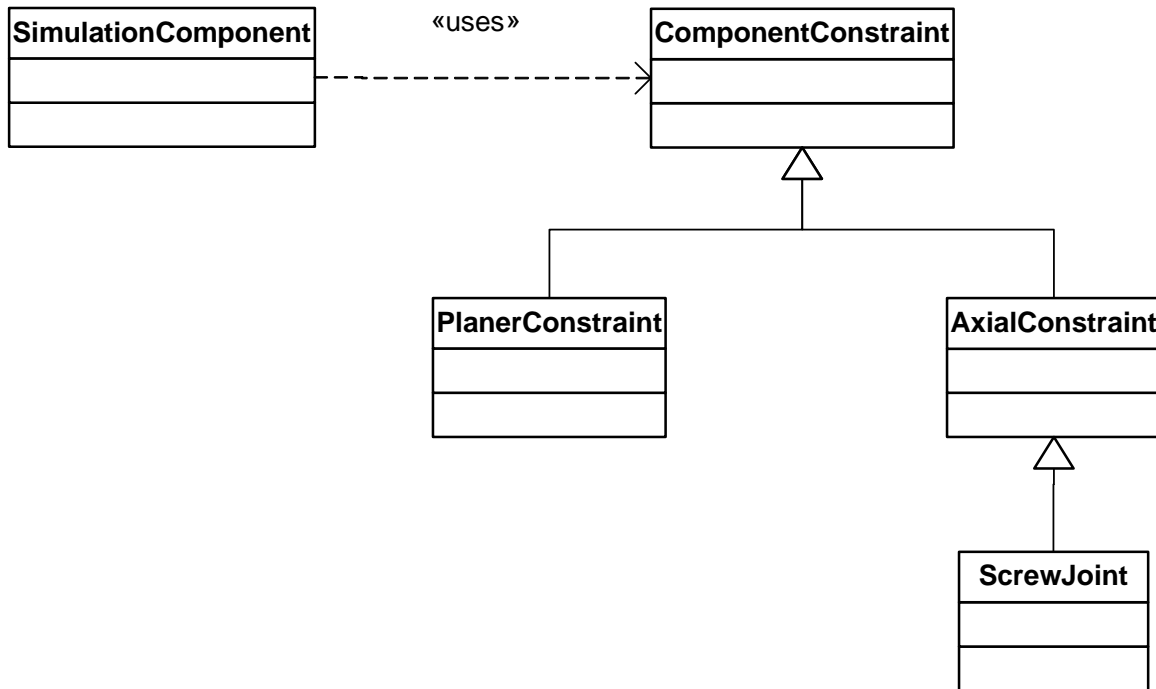 SimulationComponent
«uses»
ComponentConstraint
PlanerConstraint
AxialConstraint
ScrewJoint